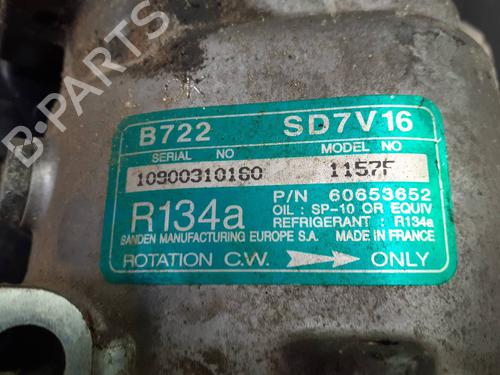 B-PARTS
B722 SD7V16
SERIAL NO MODEL NO
10900310180 1157F
P/N 60653652
R134a
OIL : SP-10 OR EQUIV
REFRIGERANT : R134a
SANDEN MANUFACTURING EUROPE S.A. MADE IN FRANCE
ROTATION C.W. ONLY